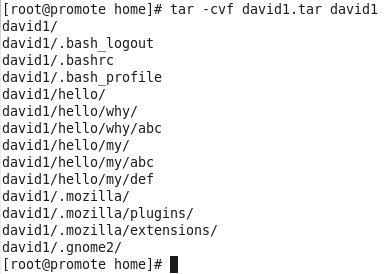 [root@promote home]# tar -cvf david1.tar david1
david1/
david1/.bash_logout
david1/.bashrc
david1/.bash_profile
david1/hello/
david1/hello/why/
david1/hello/why/abc
david1/hello/my/
david1/hello/my/abc
david1/hello/my/def
david1/.mozilla/
david1/.mozilla/plugins/
david1/.mozilla/extensions/
david1/.gnome2/
[root@promote home]#